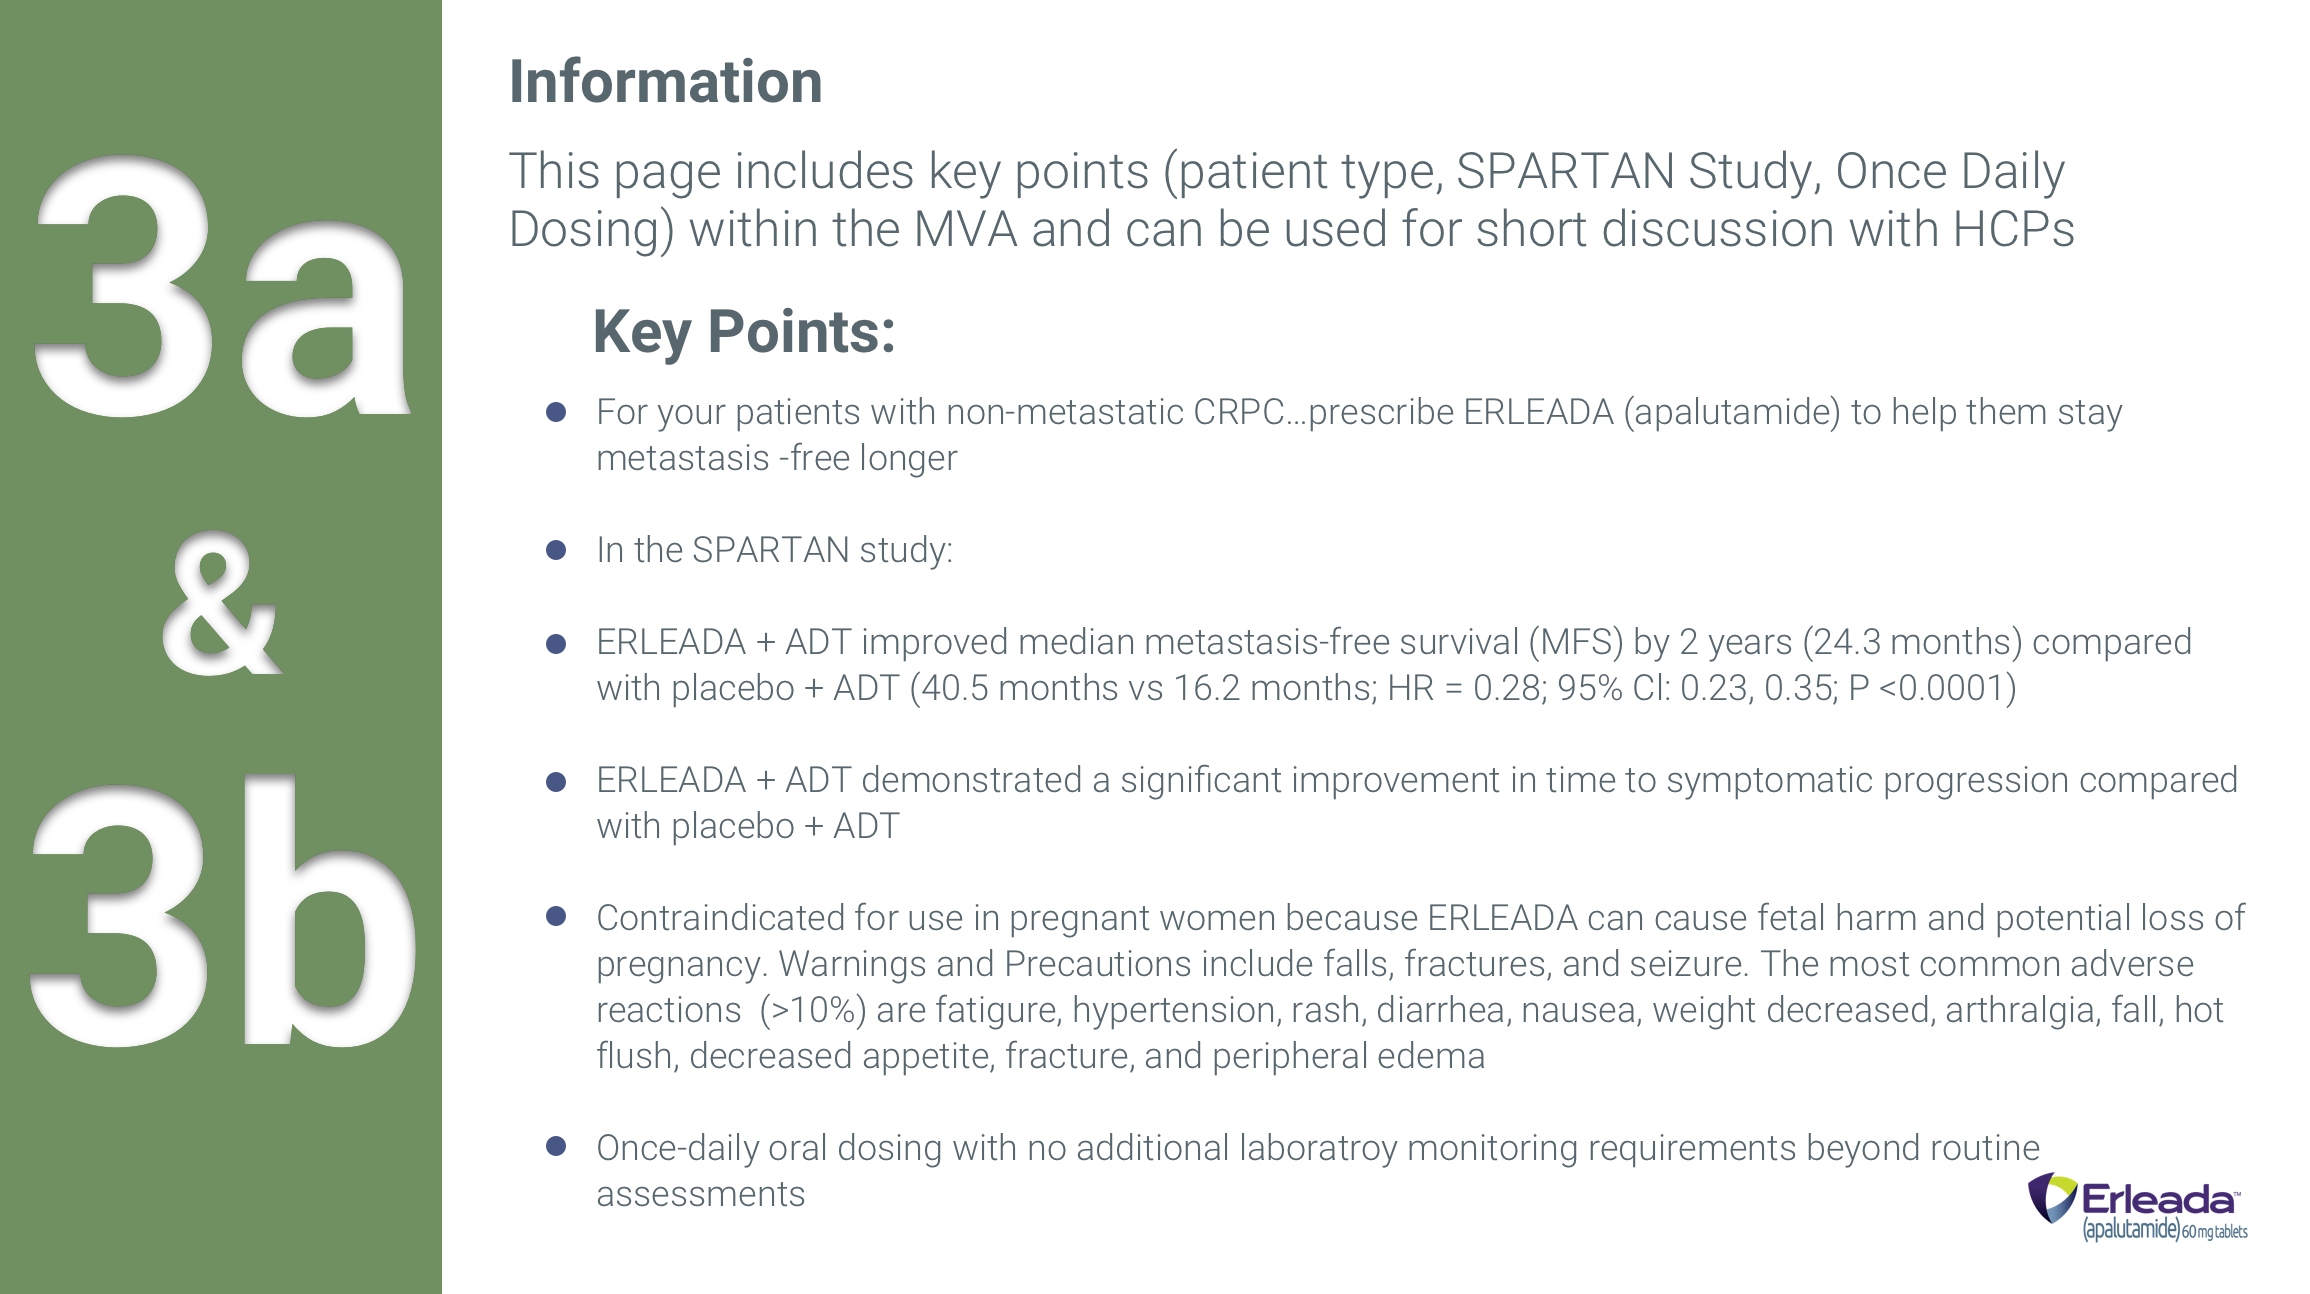 3a
&
3b
Information
This page includes key points (patient type, SPARTAN Study, Once Daily
Dosing) within the MVA and can be used for short discussion with HCPs
Key Points:
● For your patients with non-metastatic CRPC...prescribe ERLEADA (apalutamide) to help them stay
metastasis -free longer
● In the SPARTAN study:
● ERLEADA + ADT improved median metastasis-free survival (MFS) by 2 years (24.3 months) compared
with placebo + ADT (40.5 months vs 16.2 months; HR = 0.28; 95% Cl: 0.23, 0.35; P <0.0001)
● ERLEADA + ADT demonstrated a significant improvement in time to symptomatic progression compared
with placebo + ADT
● Contraindicated for use in pregnant women because ERLEADA can cause fetal harm and potential loss of
pregnancy. Warnings and Precautions include falls, fractures, and seizure. The most common adverse
reactions  (>10%) are fatigure, hypertension, rash, diarrhea, nausea, weight decreased, arthralgia, fall, hot
flush, decreased appetite, fracture, and peripheral edema
● Once-daily oral dosing with no additional laboratroy monitoring requirements beyond routine
assessments
Erleada™
(apalutamide) 60 mg tablets